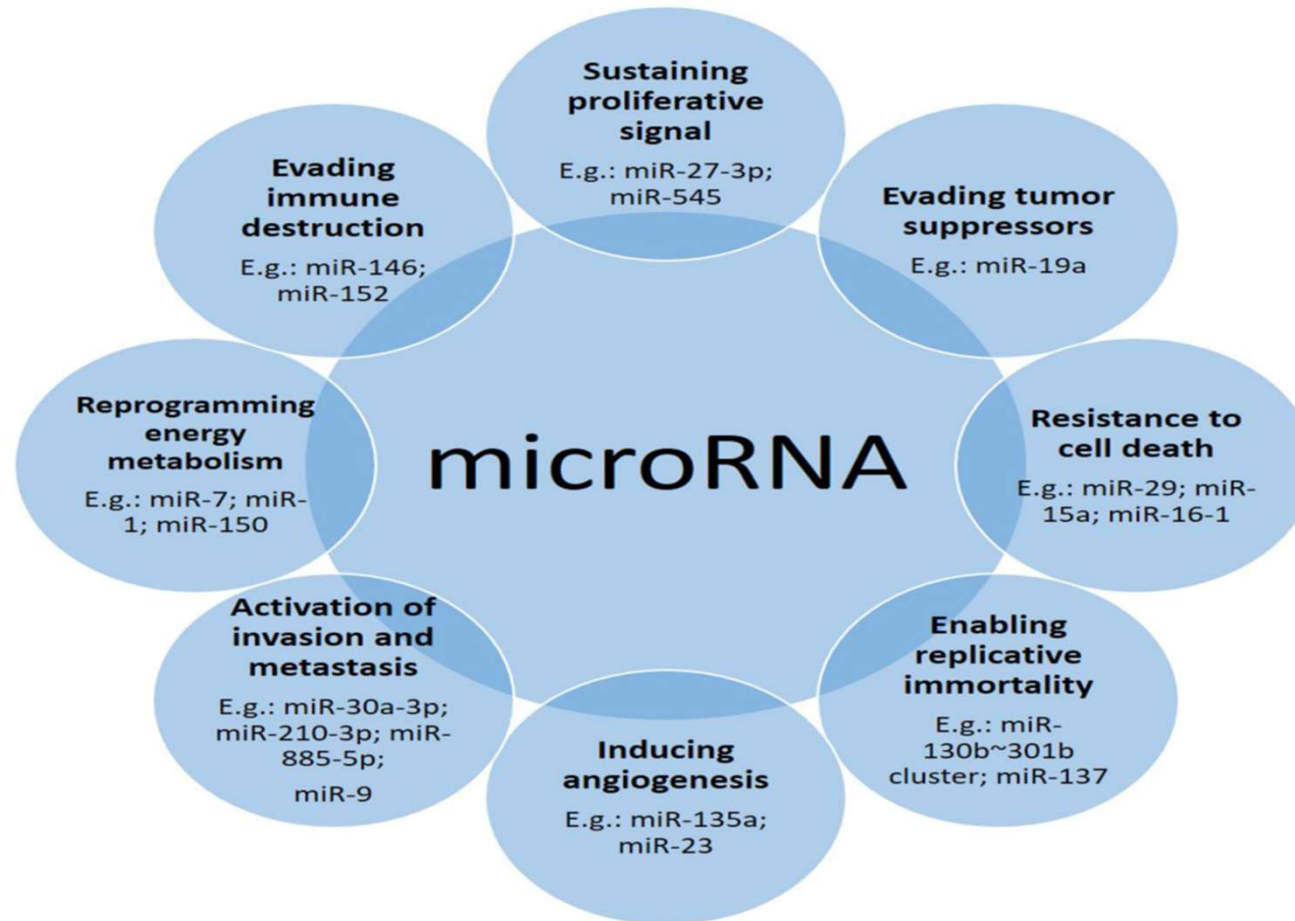 Sustaining
proliferative
signal
E.g.: miR-27-3p;
miR-545
Evading tumor
suppressors
E.g.: miR-19a
Resistance to
cell death
E.g.: miR-29; miR-
15a; miR-16-1
Enabling
replicative
immortality
E.g.: miR-
130b~301b
cluster; miR-137
Inducing
angiogenesis
E.g.: miR-135a;
miR-23
Activation of
invasion and
metastasis
E.g.: miR-30a-3p;
miR-210-3p; miR-
885-5p;
miR-9
Reprogramming
energy
metabolism
E.g.: miR-7; miR-
1; miR-150
Evading
immune
destruction
E.g.: miR-146;
miR-152
microRNA